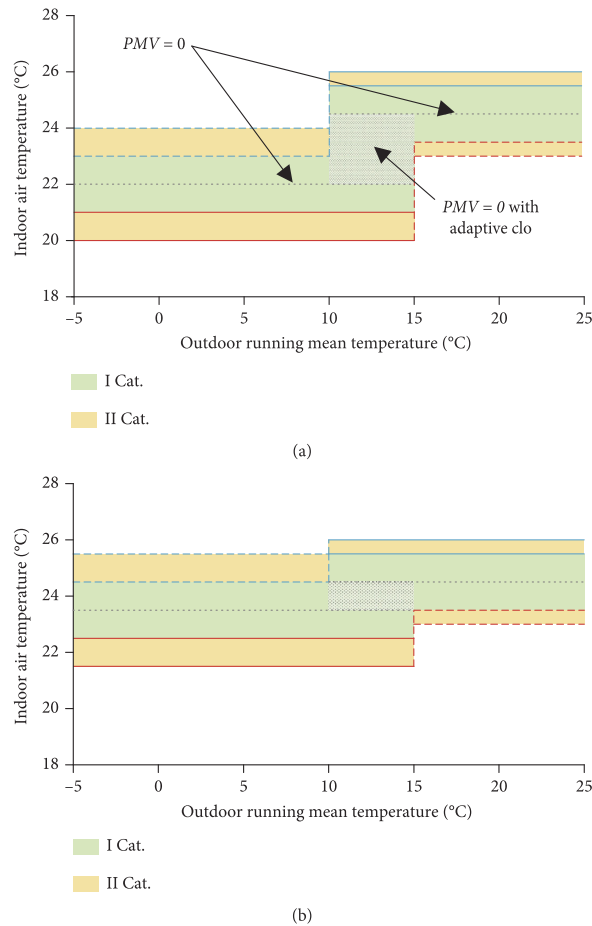 28
26
24
22
20
18
Indoor air temperature (°C)
PMV = 0
PMV = 0 with
adaptive clo
−5
0
5
10
15
20
25
Outdoor running mean temperature (°C)
I Cat.
II Cat.
(a)
28
26
24
22
20
18
Indoor air temperature (°C)
−5
0
5
10
15
20
25
Outdoor running mean temperature (°C)
I Cat.
II Cat.
(b)